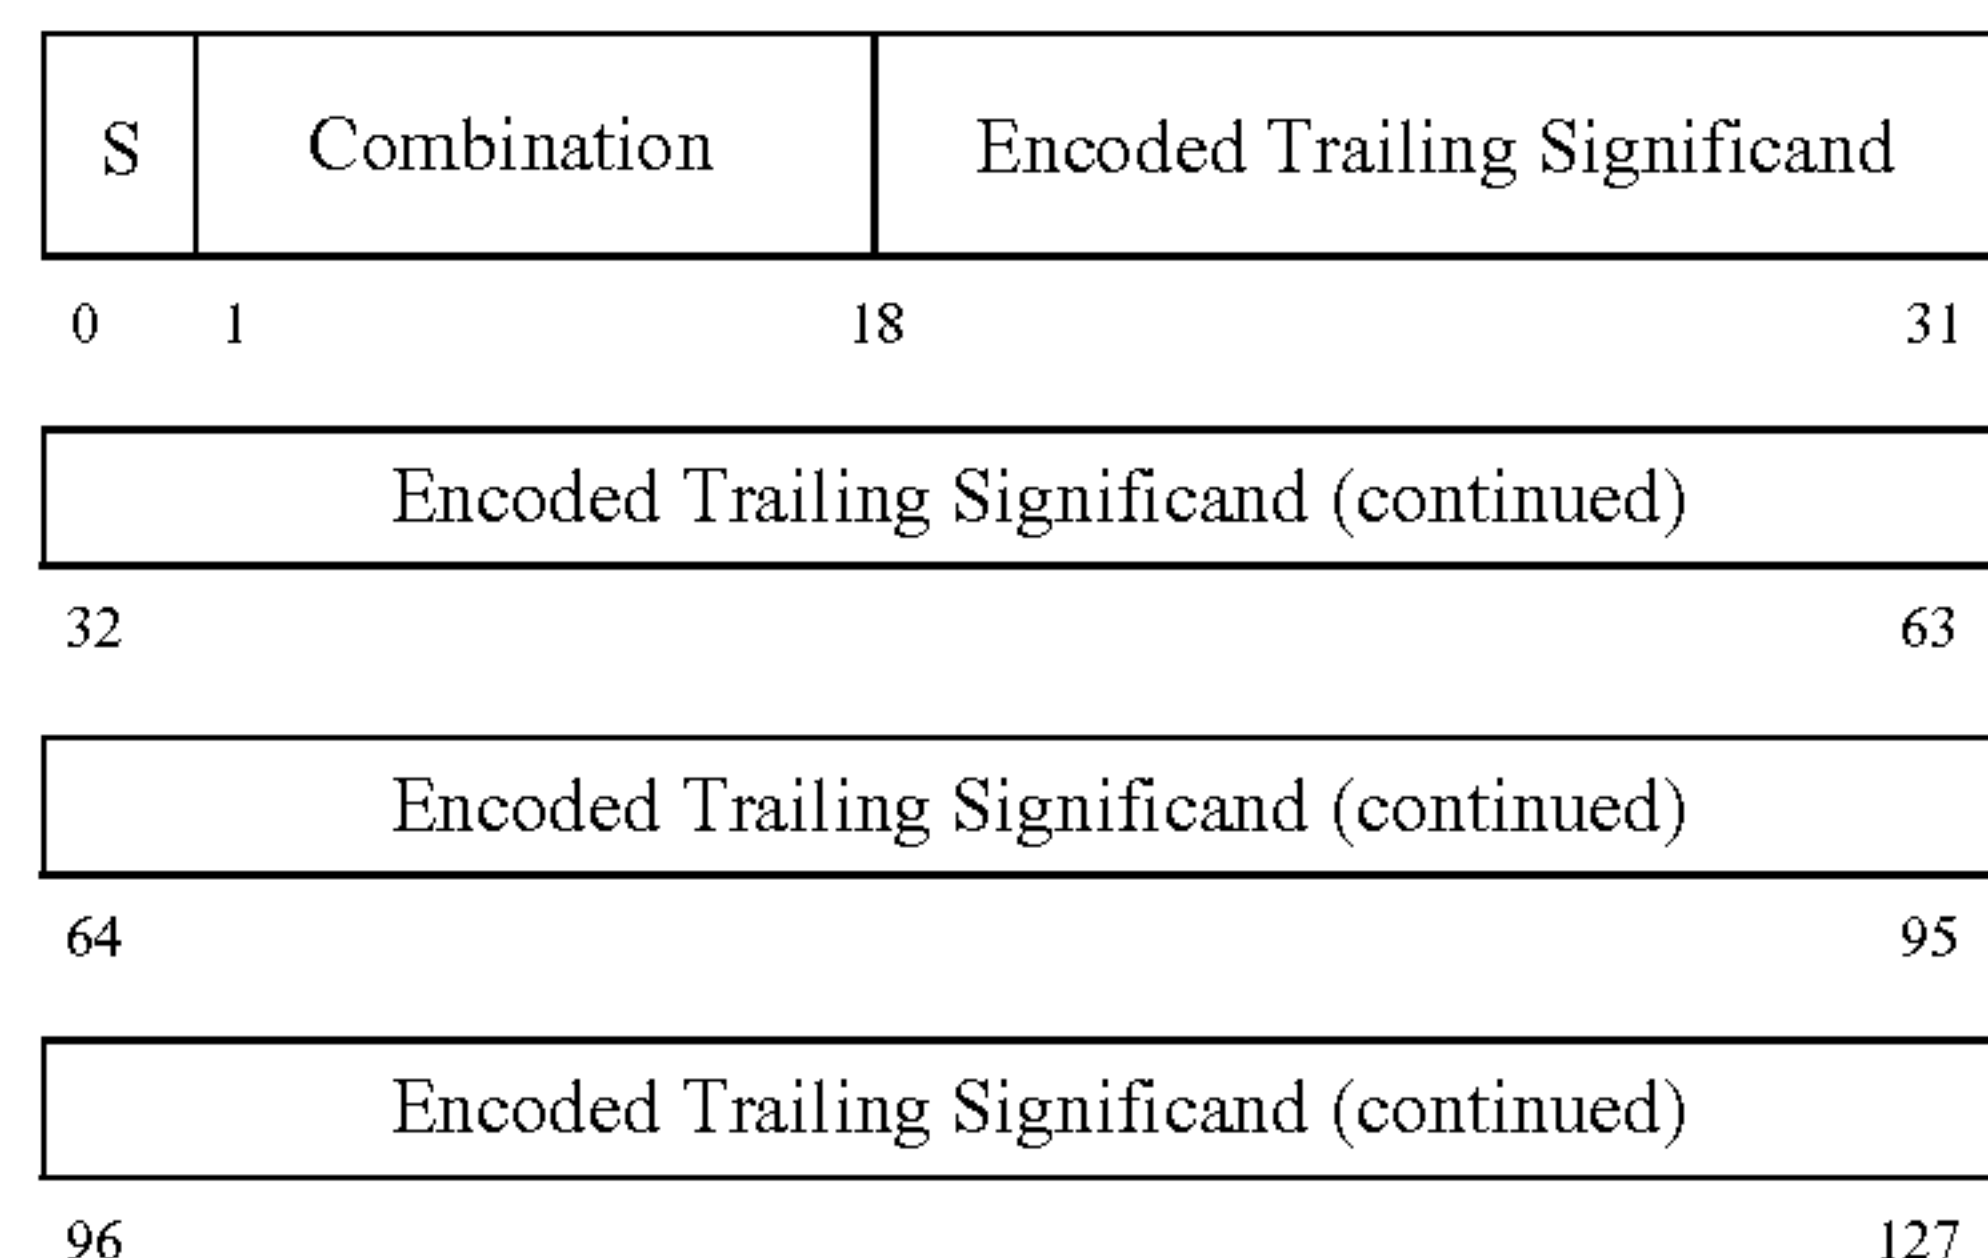 S Combination Encoded Trailing Significand
0 1 18 31
Encoded Trailing Significand (continued)
32 63
Encoded Trailing Significand (continued)
64 95
Encoded Trailing Significand (continued)
96 127